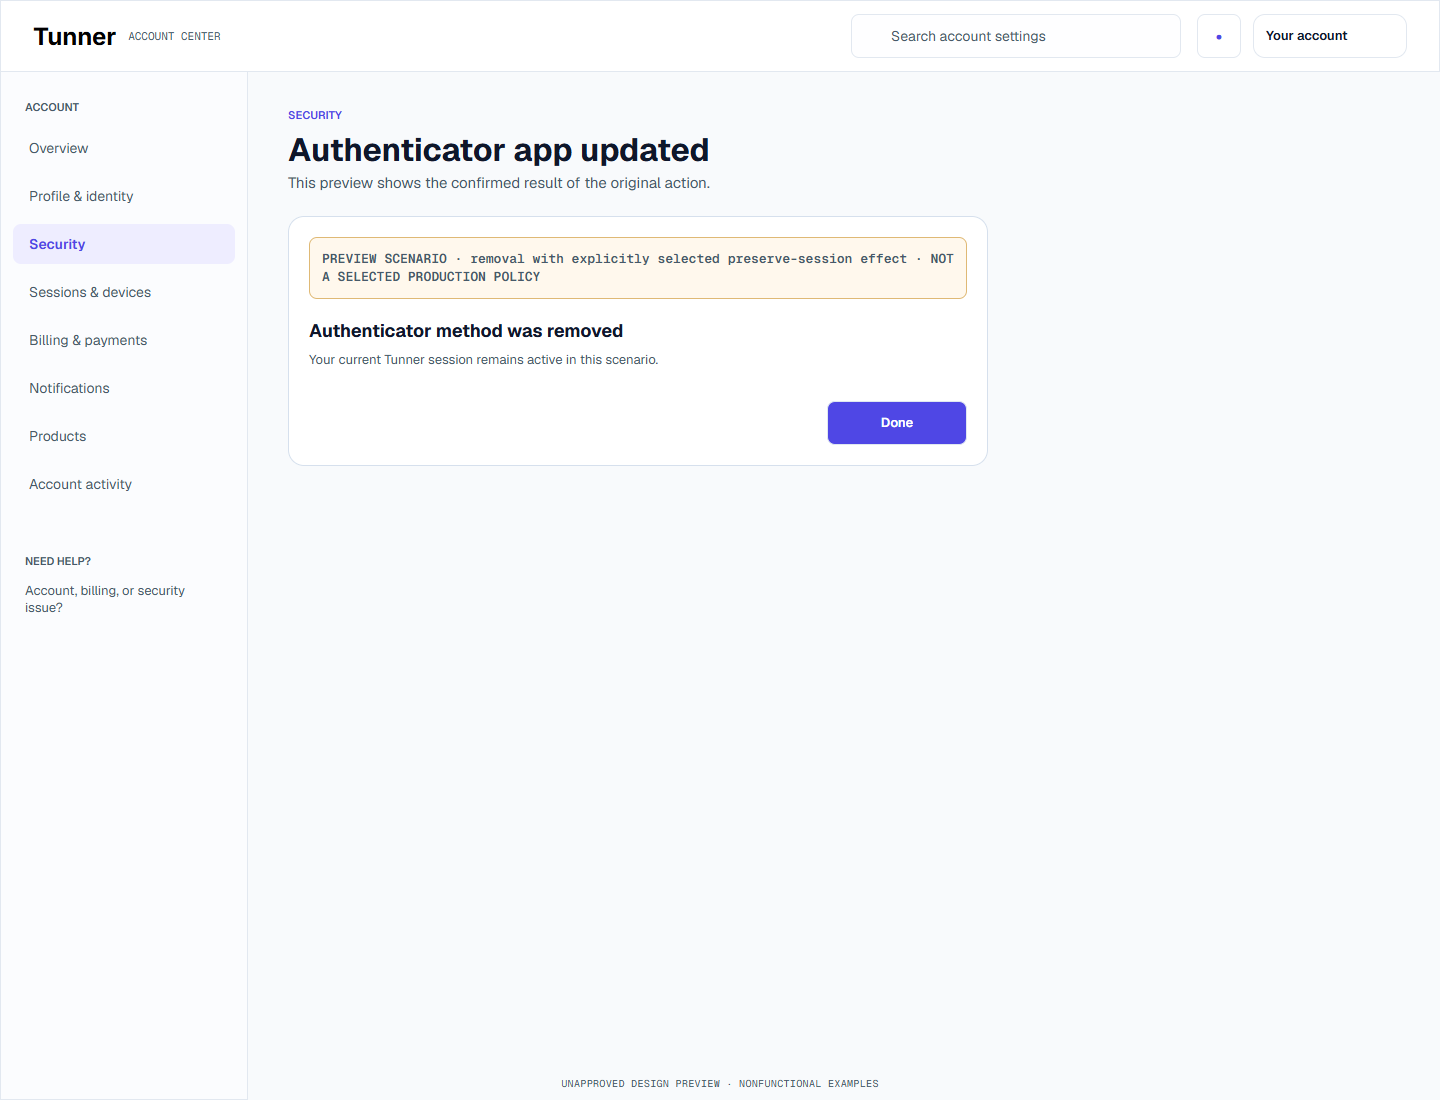 Tunner ACCOUNT CENTER
Search account settings
Your account
ACCOUNT
Overview
Profile & identity
Security
Sessions & devices
Billing & payments
Notifications
Products
Account activity
NEED HELP?
Account, billing, or security
issue?
SECURITY
Authenticator app updated
This preview shows the confirmed result of the original action.
PREVIEW SCENARIO · removal with explicitly selected preserve-session effect · NOT
A SELECTED PRODUCTION POLICY
Authenticator method was removed
Your current Tunner session remains active in this scenario.
Done
UNAPPROVED DESIGN PREVIEW · NONFUNCTIONAL EXAMPLES